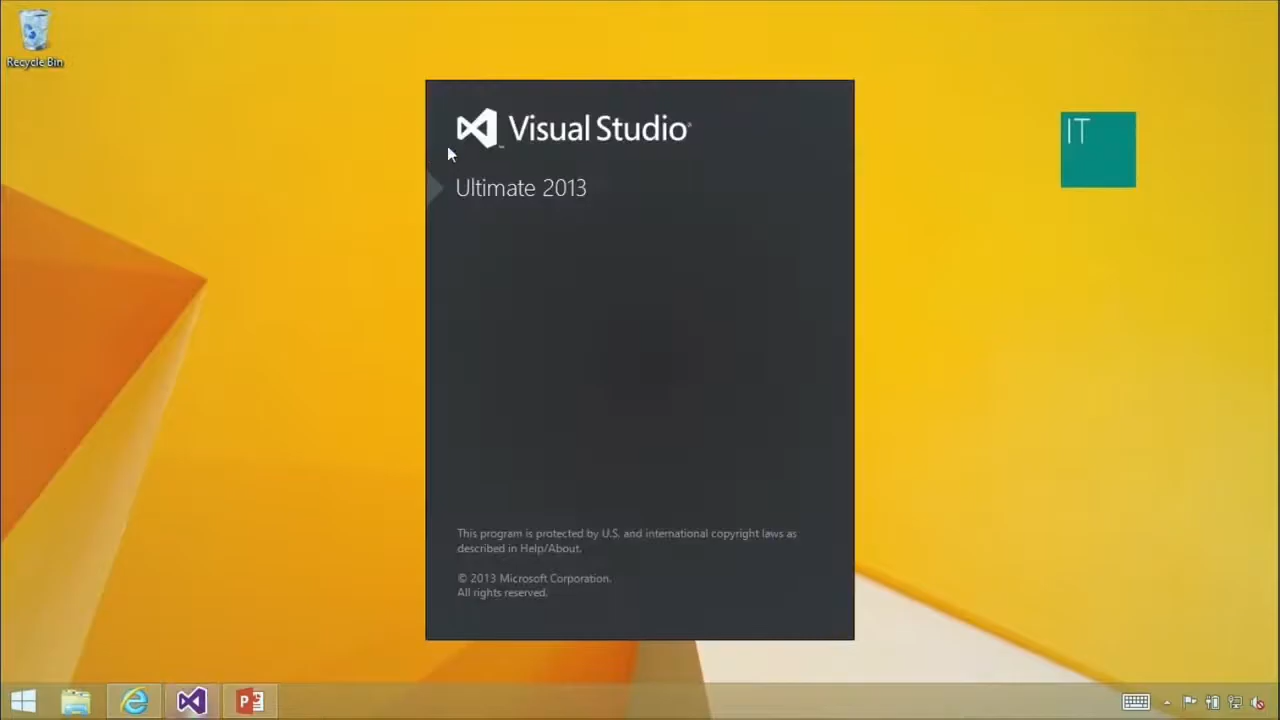 Recycle Bin
Visual Studio
Ultimate 2013
IT
This program is protected by U.S. and international copyright laws as
described in Help/About.
© 2013 Microsoft Corporation.
All rights reserved.